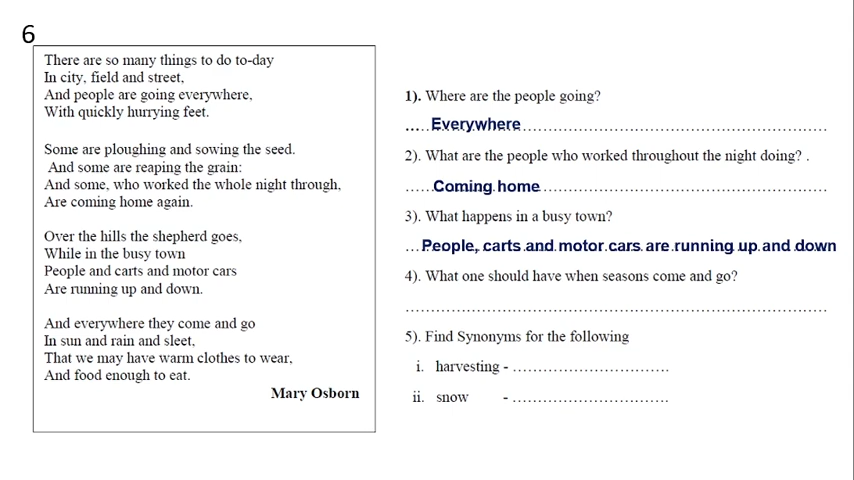 6
There are so many things to do to-day
In city, field and street,
And people are going everywhere,
With quickly hurrying feet.
Some are ploughing and sowing the seed.
And some are reaping the grain:
And some, who worked the whole night through,
Are coming home again.
Over the hills the shepherd goes,
While in the busy town
People and carts and motor cars
Are running up and down.
And everywhere they come and go
In sun and rain and sleet,
That we may have warm clothes to wear,
And food enough to eat.
Mary Osborn
1). Where are the people going?
.....Everywhere..............................
2). What are the people who worked throughout the night doing? .
......Coming home..............................
3). What happens in a busy town?
...People, carts and motor cars are running up and down
4). What one should have when seasons come and go?
..............................
5). Find Synonyms for the following
i. harvesting - ..............................
ii. snow - ..............................